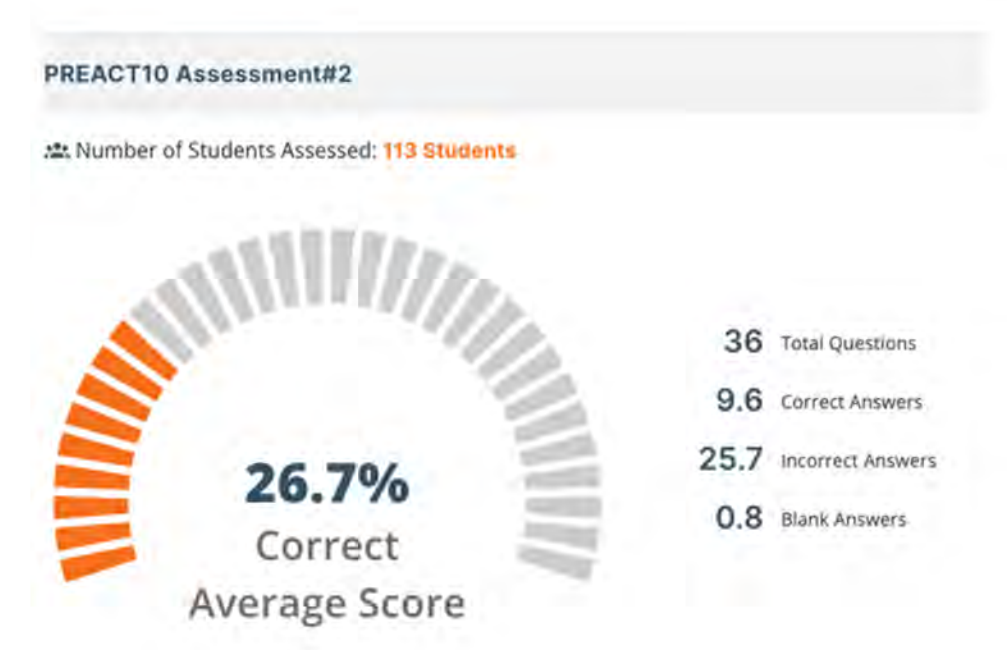 PREACT10 Assessment#2
Number of Students Assessed: 113 Students
26.7%
Correct
Average Score
36 Total Questions
9.6 Correct Answers
25.7 Incorrect Answers
0.8 Blank Answers